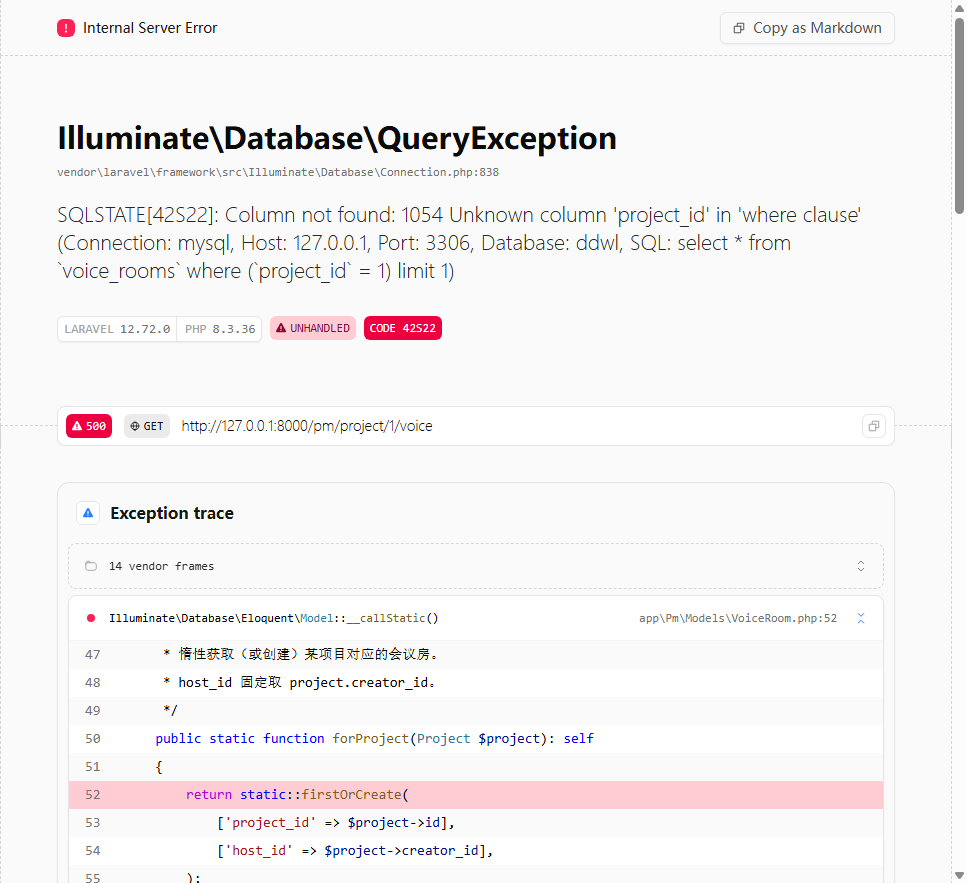 Internal Server Error
Copy as Markdown
Illuminate\Database\QueryException
vendor\laravel\framework\src\Illuminate\Database\Connection.php:838
SQLSTATE[42S22]: Column not found: 1054 Unknown column 'project_id' in 'where clause'
(Connection: mysql, Host: 127.0.0.1, Port: 3306, Database: ddwl, SQL: select * from
`voice_rooms` where (`project_id` = 1) limit 1)
LARAVEL 12.72.0 PHP 8.3.36 UNHANDLED CODE 42S22
500 GET http://127.0.0.1:8000/pm/project/1/voice
Exception trace
14 vendor frames
Illuminate\Database\Eloquent\Model::__callStatic() app\Pm\Models\VoiceRoom.php:52
47 * 惰性获取（或创建）某项目对应的会议房。
48 * host_id 固定取 project.creator_id。
49 */
50 public static function forProject(Project $project): self
51 {
52 return static::firstOrCreate(
53 ['project_id' => $project->id],
54 ['host_id' => $project->creator_id],
55 );